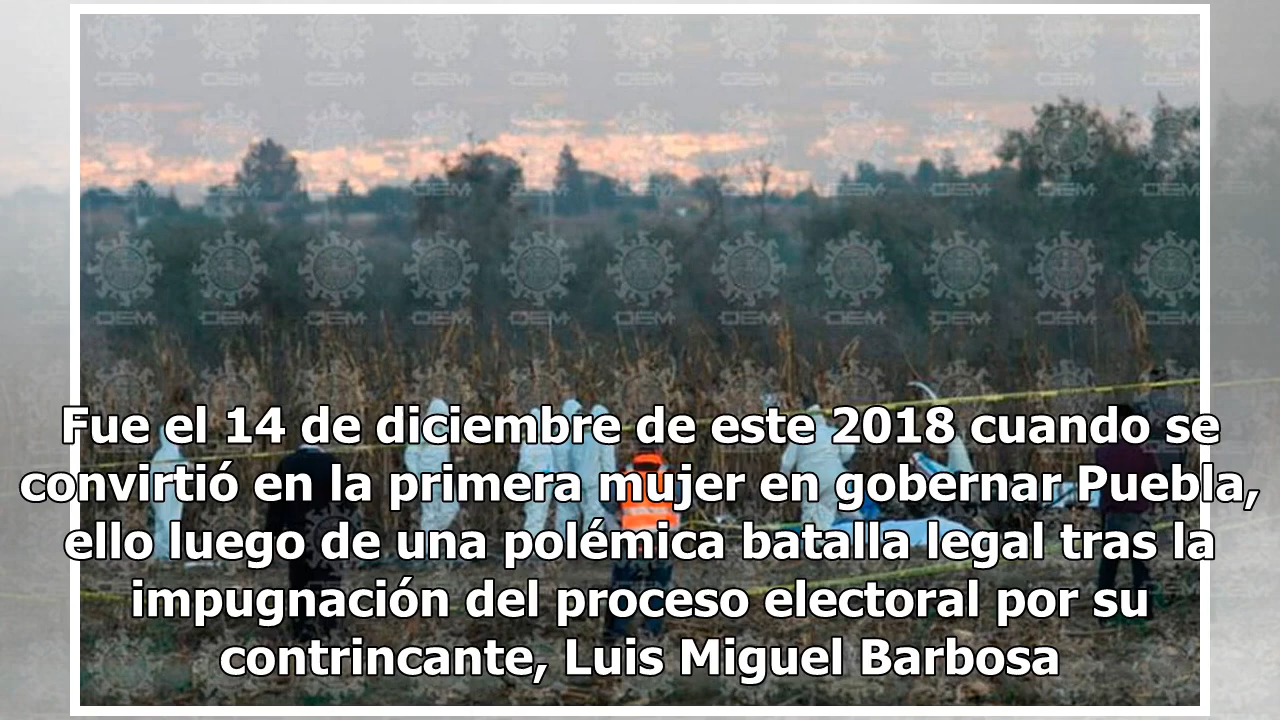 Fue el 14 de diciembre de este 2018 cuando se
convirtió en la primera mujer en gobernar Puebla,
ello luego de una polémica batalla legal tras la
impugnación del proceso electoral por su
contrincante, Luis Miguel Barbosa
OEM